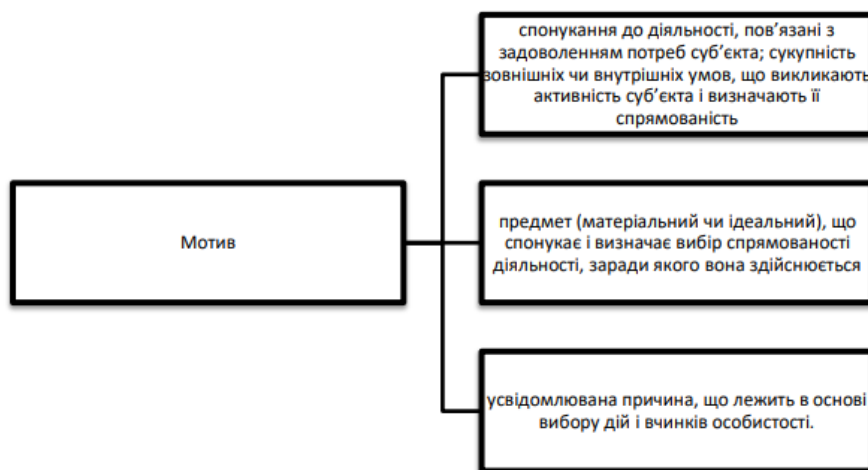 спонукання до діяльності, пов’язані з
задоволенням потреб суб’єкта; сукупність
зовнішніх чи внутрішніх умов, що викликають
активність суб’єкта і визначають її
спрямованість
Мотив
предмет (матеріальний чи ідеальний), що
спонукає і визначає вибір спрямованості
діяльності, заради якого вона здійснюється
усвідомлювана причина, що лежить в основі
вибору дій і вчинків особистості.